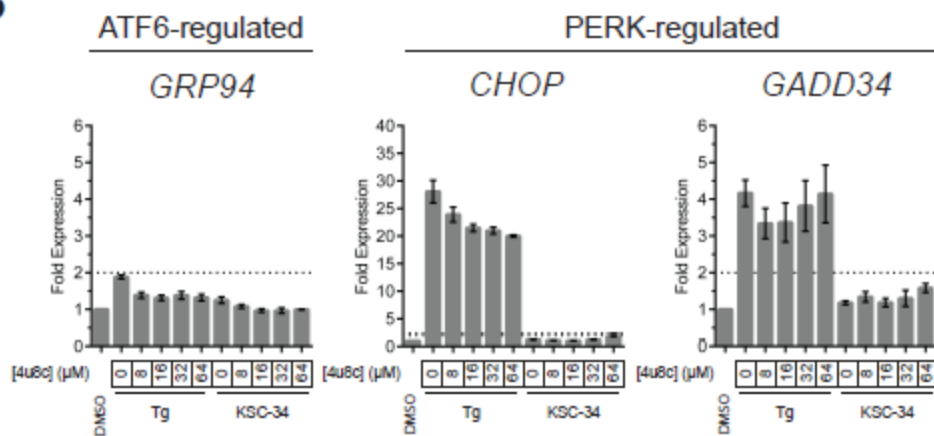 ATF6-regulated PERK-regulated
GRP94 CHOP GADD34
Fold Expression
6
5
4
3
2
1
0
Fold Expression
40
35
30
25
20
15
10
5
0
Fold Expression
6
5
4
3
2
1
0
[4u8c] (μM) 0 8 16 32 64 0 8 16 32 64
DMSO Tg KSC-34
[4u8c] (μM) 0 8 16 32 64 0 8 16 32 64
DMSO Tg KSC-34
[4u8c] (μM) 0 8 16 32 64 0 8 16 32 64
DMSO Tg KSC-34